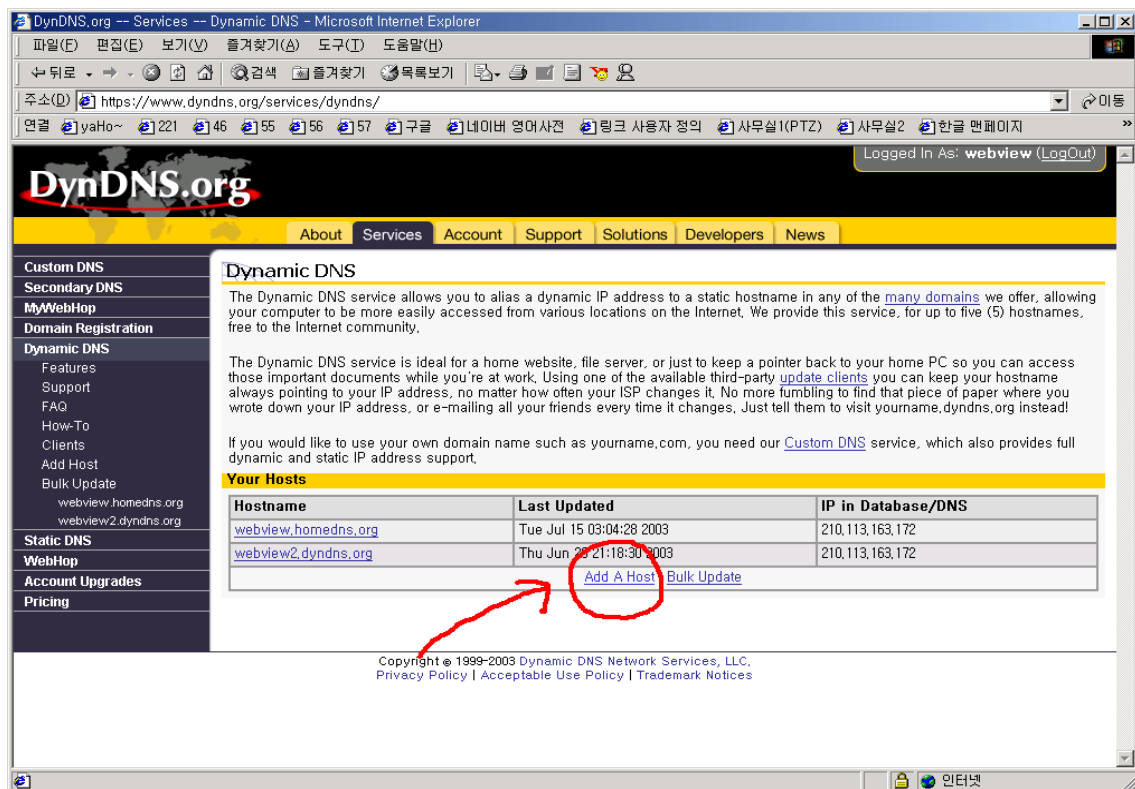 DynDNS.org -- Services -- Dynamic DNS - Microsoft Internet Explorer
파일(F) 편집(E) 보기(V) 즐겨찾기(A) 도구(T) 도움말(H)
뒤로 검색 즐겨찾기 목록보기
주소(D) https://www.dyndns.org/services/dyndns/ 이동
연결 yaHo~ 221 46 55 56 57 구글 네이버 영어사전 링크 사용자 정의 사무실1(PTZ) 사무실2 한글 맨페이지 »
Logged In As: webview (LogOut)
DynDNS.org
About Services Account Support Solutions Developers News
Custom DNS
Secondary DNS
MyWebHop
Domain Registration
Dynamic DNS
Features
Support
FAQ
How-To
Clients
Add Host
Bulk Update
webview.homedns.org
webview2.dyndns.org
Static DNS
WebHop
Account Upgrades
Pricing
Dynamic DNS
The Dynamic DNS service allows you to alias a dynamic IP address to a static hostname in any of the many domains we offer, allowing
your computer to be more easily accessed from various locations on the Internet. We provide this service, for up to five (5) hostnames,
free to the Internet community.
The Dynamic DNS service is ideal for a home website, file server, or just to keep a pointer back to your home PC so you can access
those important documents while you're at work. Using one of the available third-party update clients you can keep your hostname
always pointing to your IP address, no matter how often your ISP changes it. No more fumbling to find that piece of paper where you
wrote down your IP address, or e-mailing all your friends every time it changes. Just tell them to visit yourname.dyndns.org instead!
If you would like to use your own domain name such as yourname.com, you need our Custom DNS service, which also provides full
dynamic and static IP address support.
Your Hosts
Hostname Last Updated IP in Database/DNS
webview.homedns.org Tue Jul 15 03:04:28 2003 210.113.163.172
webview2.dyndns.org Thu Jun 21:18:30 2003 210.113.163.172
Add A Host Bulk Update
Copyright © 1999-2003 Dynamic DNS Network Services, LLC.
Privacy Policy | Acceptable Use Policy | Trademark Notices
인터넷